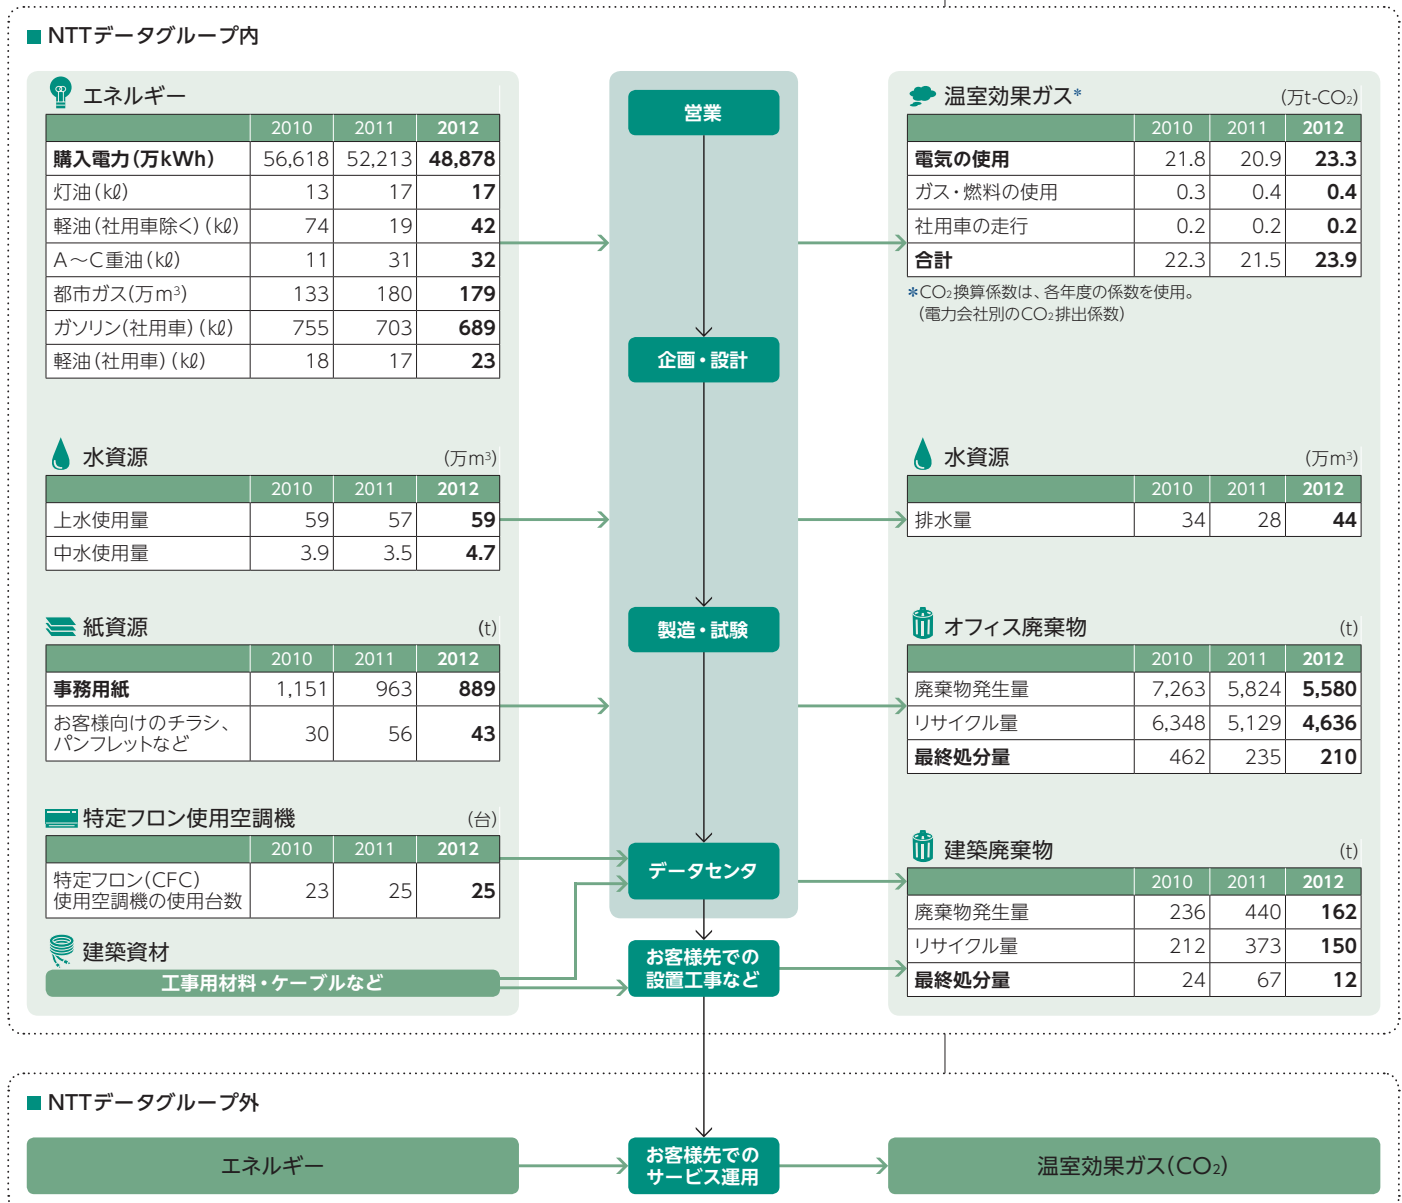 ■ NTTデータグループ内
エネルギー
2010 2011 2012
購入電力(万kWh) 56,618 52,213 48,878
灯油(kℓ) 13 17 17
軽油(社用車除く)(kℓ) 74 19 42
A～C重油(kℓ) 11 31 32
都市ガス(万m³) 133 180 179
ガソリン(社用車)(kℓ) 755 703 689
軽油(社用車)(kℓ) 18 17 23
水資源 (万m³)
2010 2011 2012
上水使用量 59 57 59
中水使用量 3.9 3.5 4.7
紙資源 (t)
2010 2011 2012
事務用紙 1,151 963 889
お客様向けのチラシ、
パンフレットなど 30 56 43
特定フロン使用空調機 (台)
2010 2011 2012
特定フロン(CFC)
使用空調機の使用台数 23 25 25
建築資材
工事用材料・ケーブルなど
営業
企画・設計
製造・試験
データセンタ
お客様先での
設置工事など
温室効果ガス* (万t-CO₂)
2010 2011 2012
電気の使用 21.8 20.9 23.3
ガス・燃料の使用 0.3 0.4 0.4
社用車の走行 0.2 0.2 0.2
合計 22.3 21.5 23.9
*CO₂換算係数は、各年度の係数を使用。
(電力会社別のCO₂排出係数)
水資源 (万m³)
2010 2011 2012
排水量 34 28 44
オフィス廃棄物 (t)
2010 2011 2012
廃棄物発生量 7,263 5,824 5,580
リサイクル量 6,348 5,129 4,636
最終処分量 462 235 210
建築廃棄物 (t)
2010 2011 2012
廃棄物発生量 236 440 162
リサイクル量 212 373 150
最終処分量 24 67 12
■ NTTデータグループ外
エネルギー
お客様先での
サービス運用
温室効果ガス(CO₂)